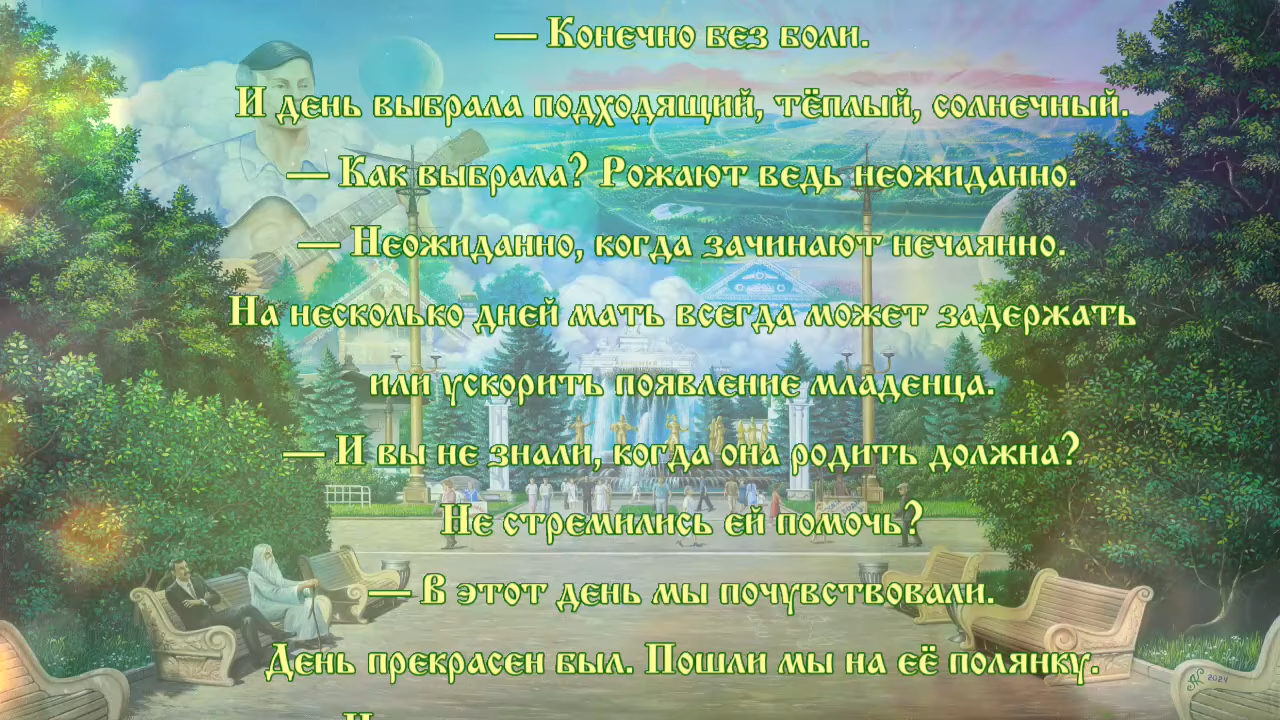 — Конечно без боли.
И день выбрала подходящий, тёплый, солнечный.
— Как выбрала? Рожают ведь неожиданно.
— Неожиданно, когда зачинают нечаянно.
На несколько дней мать всегда может задержать
или ускорить появление младенца.
— И вы не знали, когда она родить должна?
Не стремились ей помочь?
— В этот день мы почувствовали.
День прекрасен был. Пошли мы на её полянку.
2024